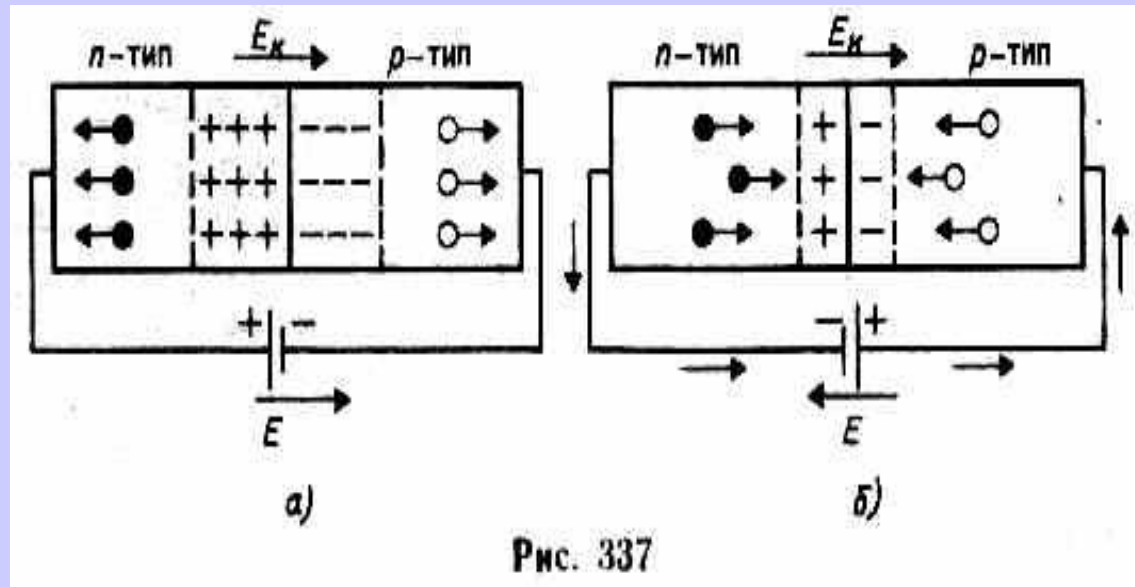 n-тип Eк p-тип
+++ ---
+++ ---
+++ ---
+ -
E
а)
n-тип Eк p-тип
+ -
+ -
+ -
- +
E
б)
Рис. 337